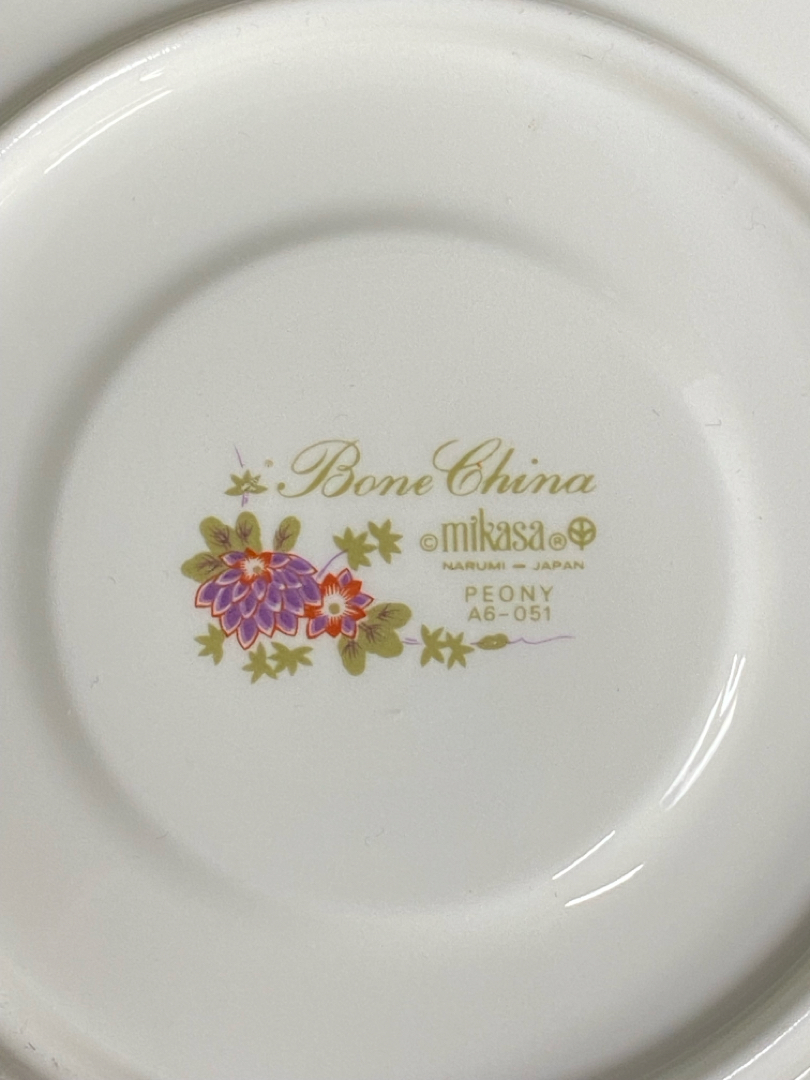 Bone China
© mikasa ®
NARUMI – JAPAN
PEONY
A6-051